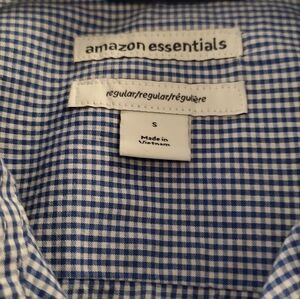 amazon essentials
regular/regular/régulière
S
Made in
Vietnam